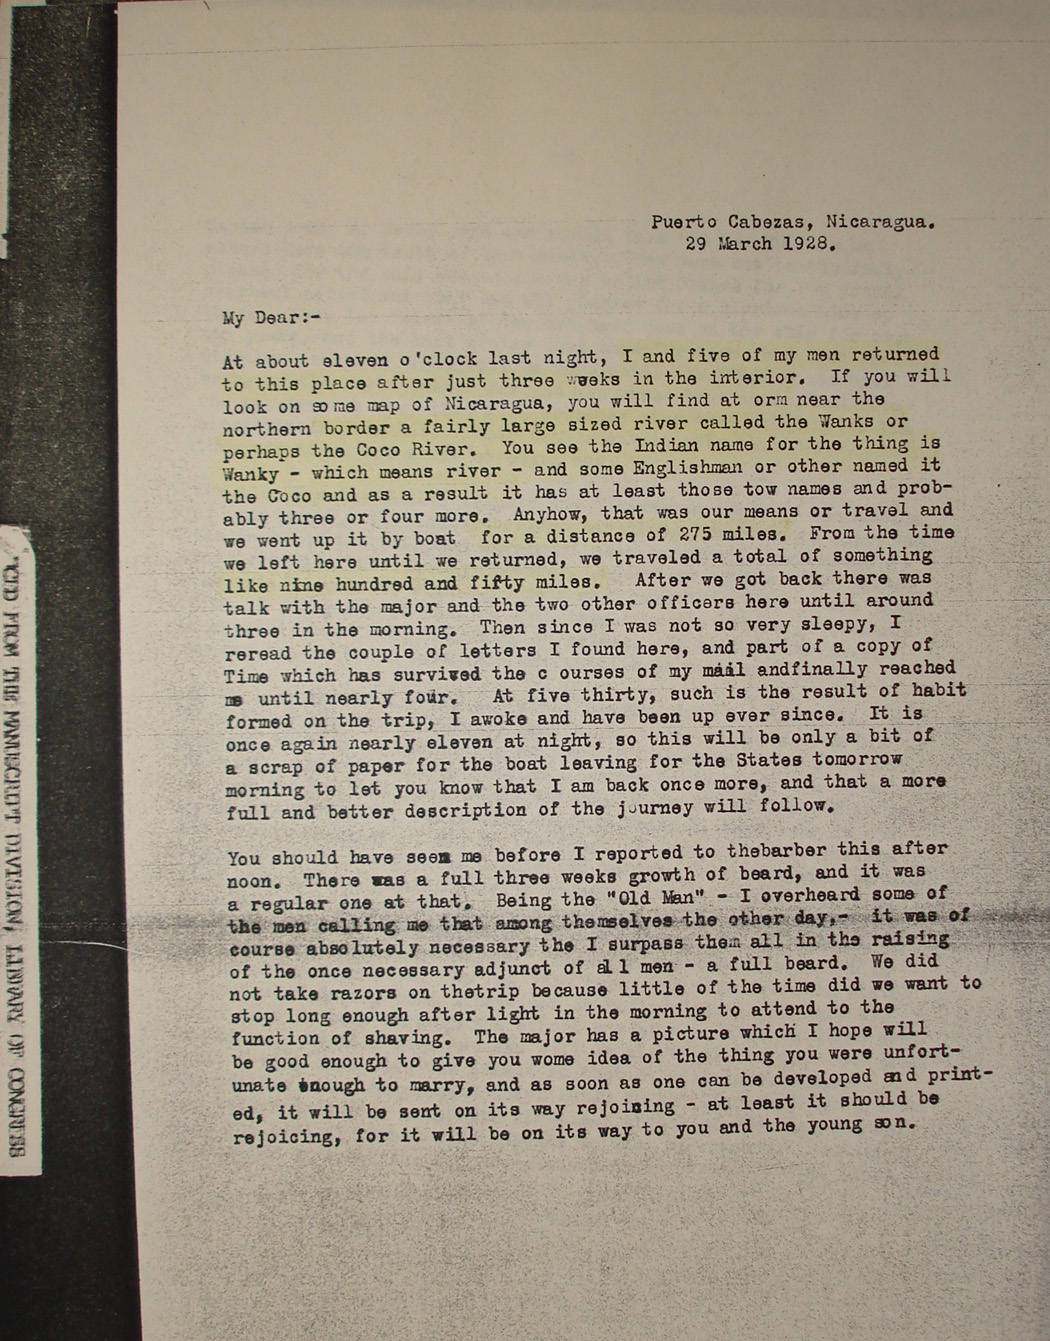 Puerto Cabezas, Nicaragua.
29 March 1928.
My Dear:-
At about eleven o'clock last night, I and five of my men returned
to this place after just three weeks in the interior. If you will
look on some map of Nicaragua, you will find at orm near the
northern border a fairly large sized river called the Wanks or
perhaps the Coco River. You see the Indian name for the thing is
Wanky - which means river - and some Englishman or other named it
the Coco and as a result it has at least those tow names and prob-
ably three or four more. Anyhow, that was our means or travel and
we went up it by boat for a distance of 275 miles. From the time
we left here until we returned, we traveled a total of something
like nine hundred and fifty miles. After we got back there was
talk with the major and the two other officers here until around
three in the morning. Then since I was not so very sleepy, I
reread the couple of letters I found here, and part of a copy of
Time which has survived the c ourses of my mail andfinally reached
me until nearly four. At five thirty, such is the result of habit
formed on the trip, I awoke and have been up ever since. It is
once again nearly eleven at night, so this will be only a bit of
a scrap of paper for the boat leaving for the States tomorrow
morning to let you know that I am back once more, and that a more
full and better description of the journey will follow.
You should have seen me before I reported to thebarber this after
noon. There was a full three weeks growth of beard, and it was
a regular one at that. Being the "Old Man" - I overheard some of
the men calling me that among themselves the other day,- it was of
course absolutely necessary the I surpass them all in the raising
of the once necessary adjunct of all men - a full beard. We did
not take razors on thetrip because little of the time did we want to
stop long enough after light in the morning to attend to the
function of shaving. The major has a picture which I hope will
be good enough to give you wome idea of the thing you were unfort-
unate enough to marry, and as soon as one can be developed and print-
ed, it will be sent on its way rejoicing - at least it should be
rejoicing, for it will be on its way to you and the young son.
FROM THE MANUSCRIPT DIVISION, LIBRARY OF CONGRESS